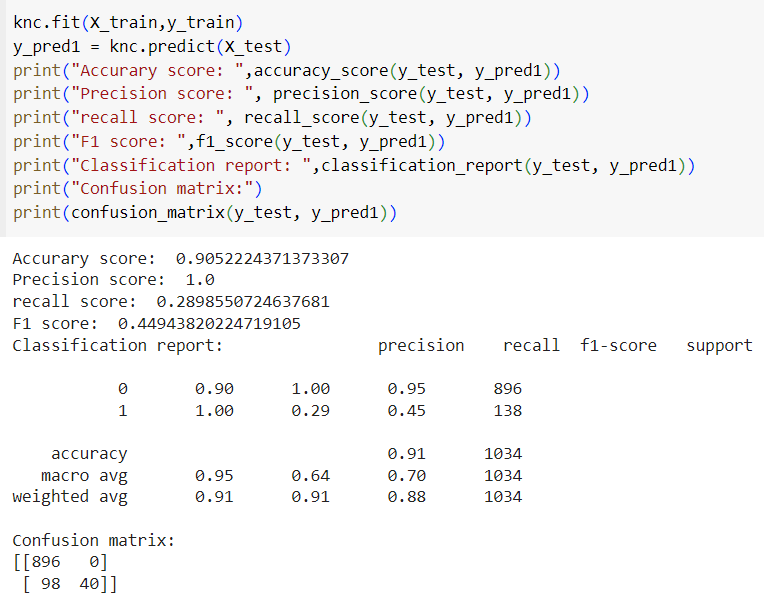 knc.fit(X_train,y_train)
y_pred1 = knc.predict(X_test)
print("Accurary score: ",accuracy_score(y_test, y_pred1))
print("Precision score: ", precision_score(y_test, y_pred1))
print("recall score: ", recall_score(y_test, y_pred1))
print("F1 score: ",f1_score(y_test, y_pred1))
print("Classification report: ",classification_report(y_test, y_pred1))
print("Confusion matrix:")
print(confusion_matrix(y_test, y_pred1))
Accurary score:  0.9052224371373307
Precision score:  1.0
recall score:  0.2898550724637681
F1 score:  0.44943820224719105
Classification report:                precision    recall  f1-score   support
           0       0.90      1.00      0.95       896
           1       1.00      0.29      0.45       138
    accuracy                           0.91      1034
   macro avg       0.95      0.64      0.70      1034
weighted avg       0.91      0.91      0.88      1034
Confusion matrix:
[[896   0]
 [ 98  40]]